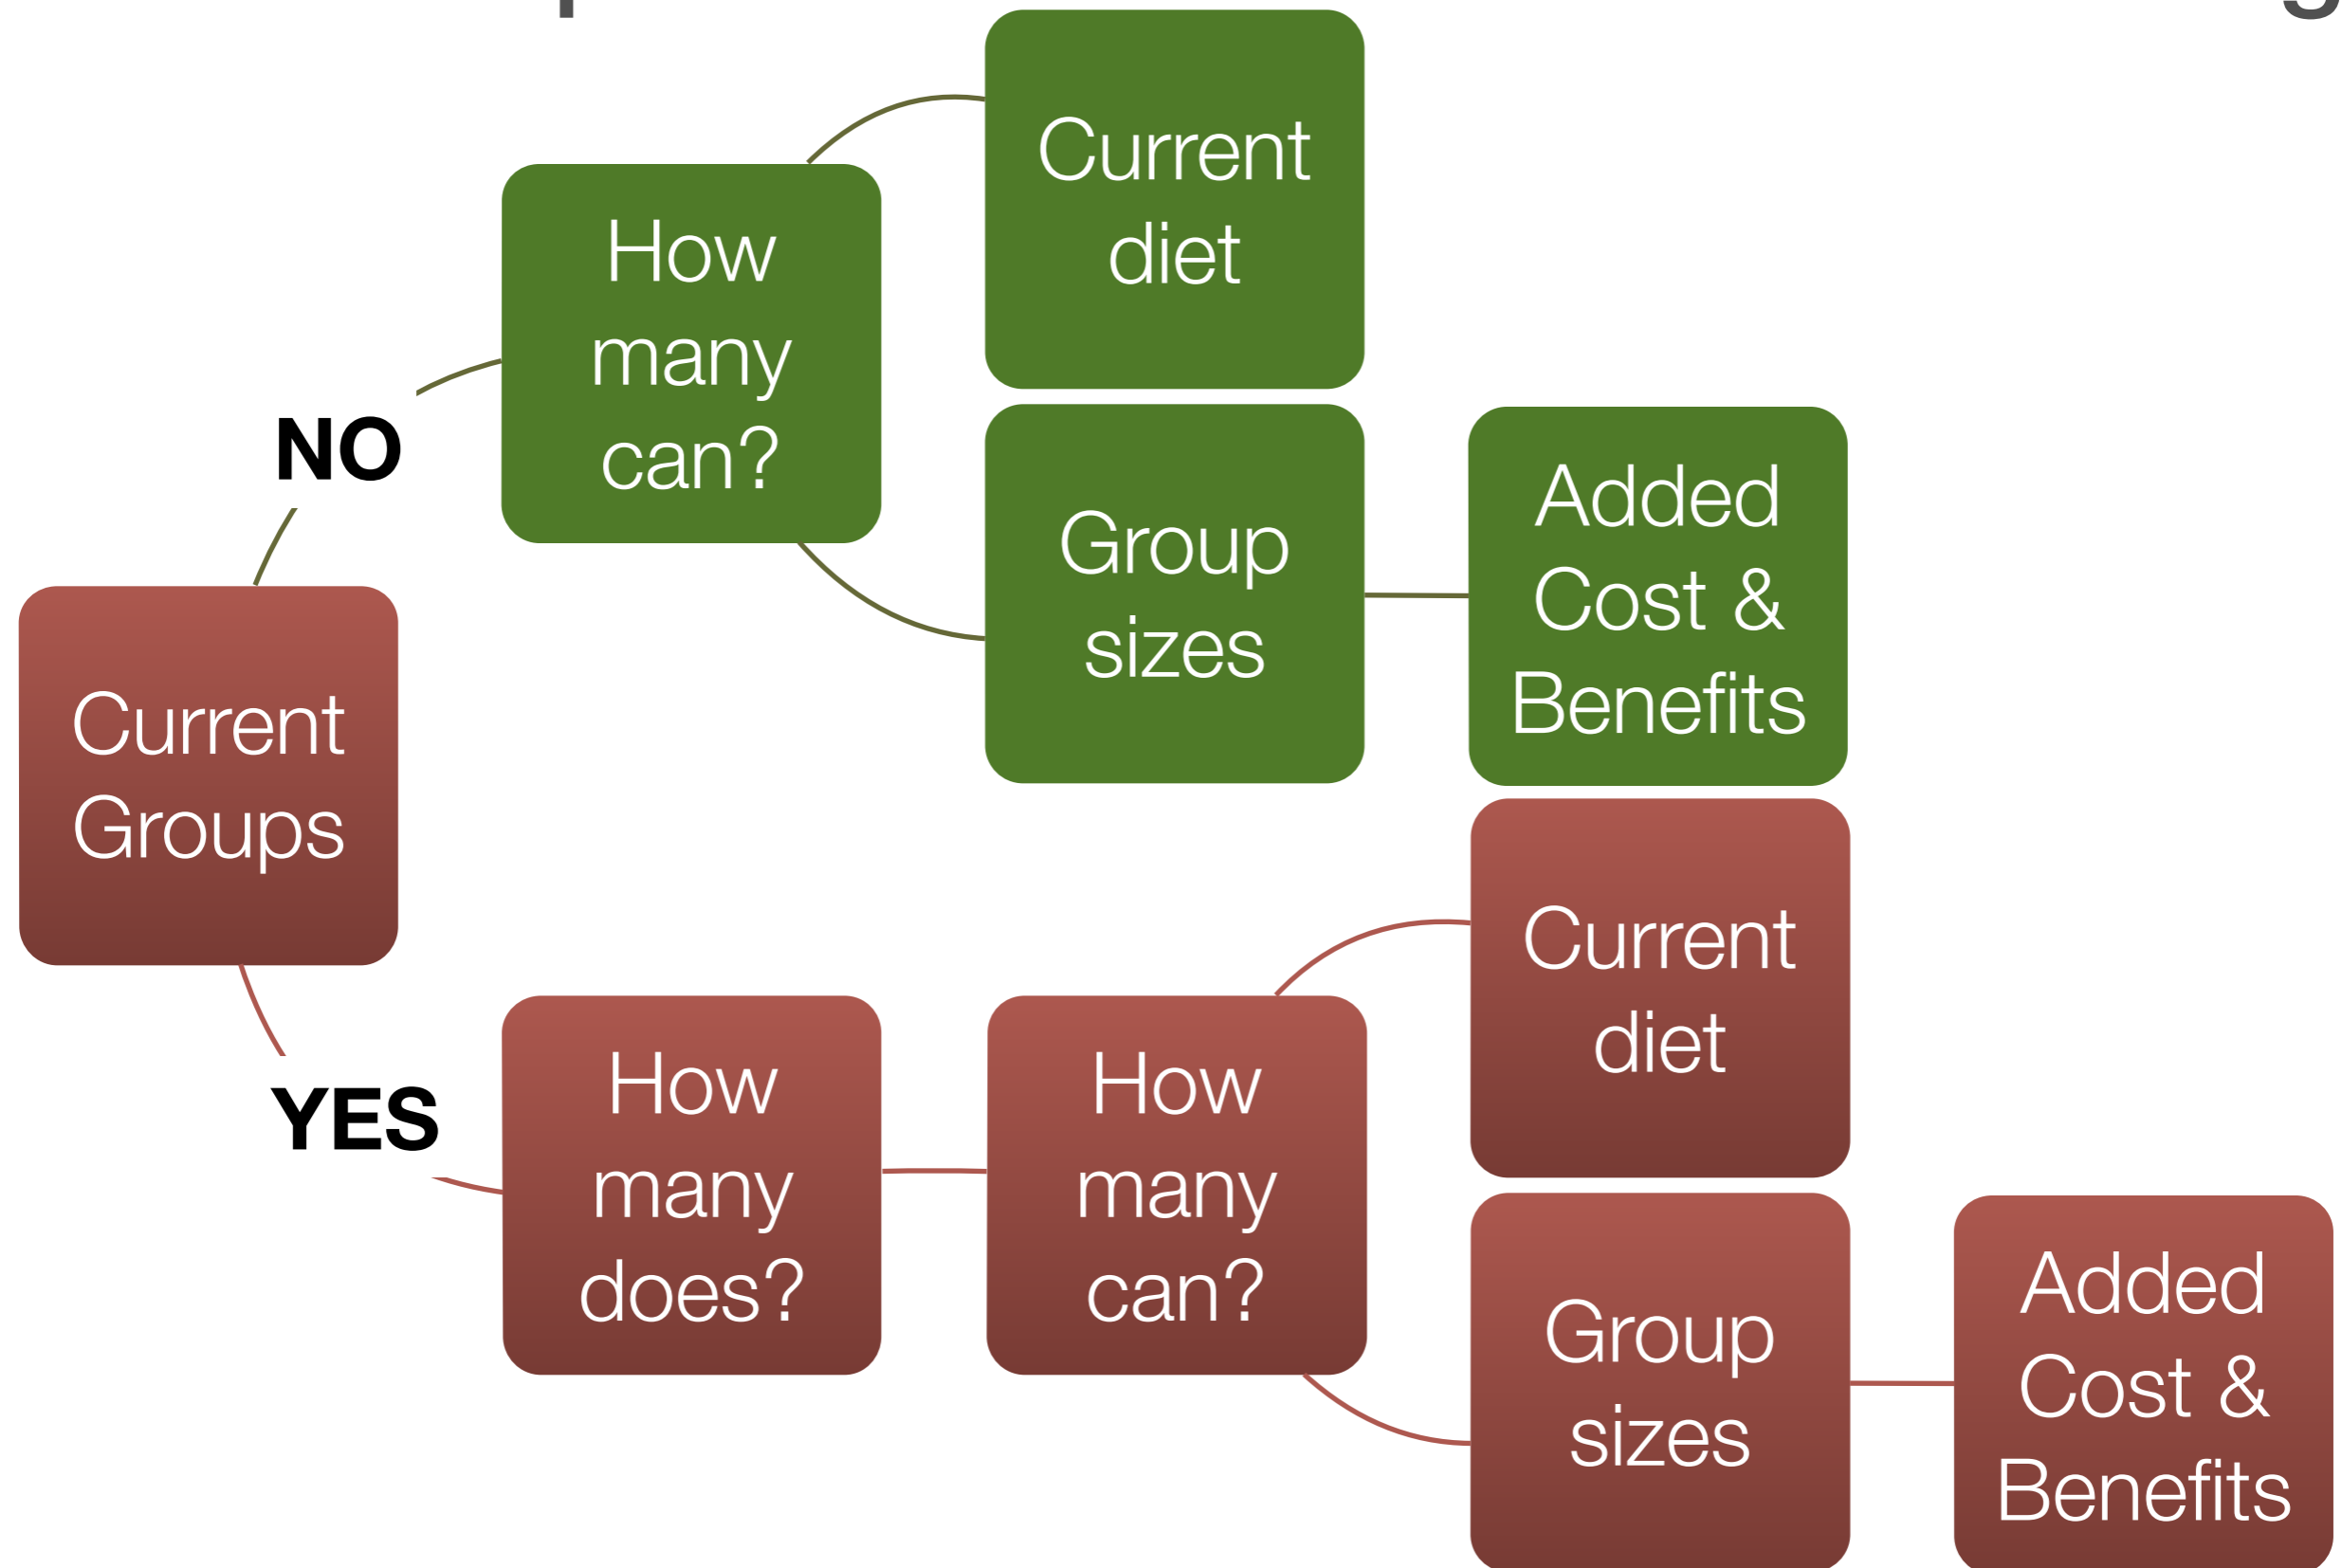 Current
diet
How
many
can?
NO
Group
sizes
Added
Cost &
Benefits
Current
Groups
Current
diet
YES
How
many
does?
How
many
can?
Group
sizes
Added
Cost &
Benefits